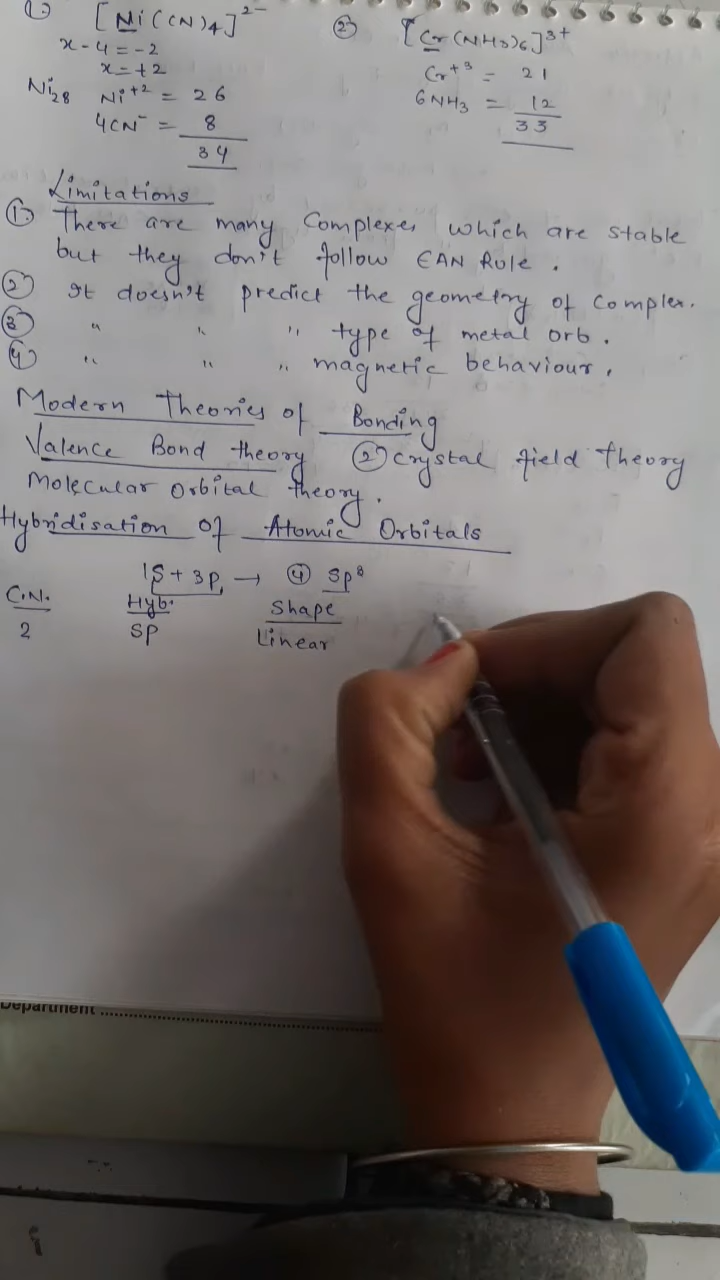 1) [Ni(CN)4]2- ② [Cr(NH3)6]3+
x-4=-2
x=+2 Cr+3 = 21
Ni28 Ni+2 = 26 6NH3 = 12
4CN- = 8 33
34
Limitations
① There are many Complexes which are stable
but they don't follow EAN Rule.
② It doesn't predict the geometry of Complex.
③ " " " type of metal orb.
④ " " " magnetic behaviour.
Modern Theories of Bonding
Valence Bond theory ② Crystal field Theory
Molecular Orbital theory.
Hybridisation of Atomic Orbitals
1S + 3P, → ④ SP3
C.N. Hyb. Shape
2 SP Linear
Department